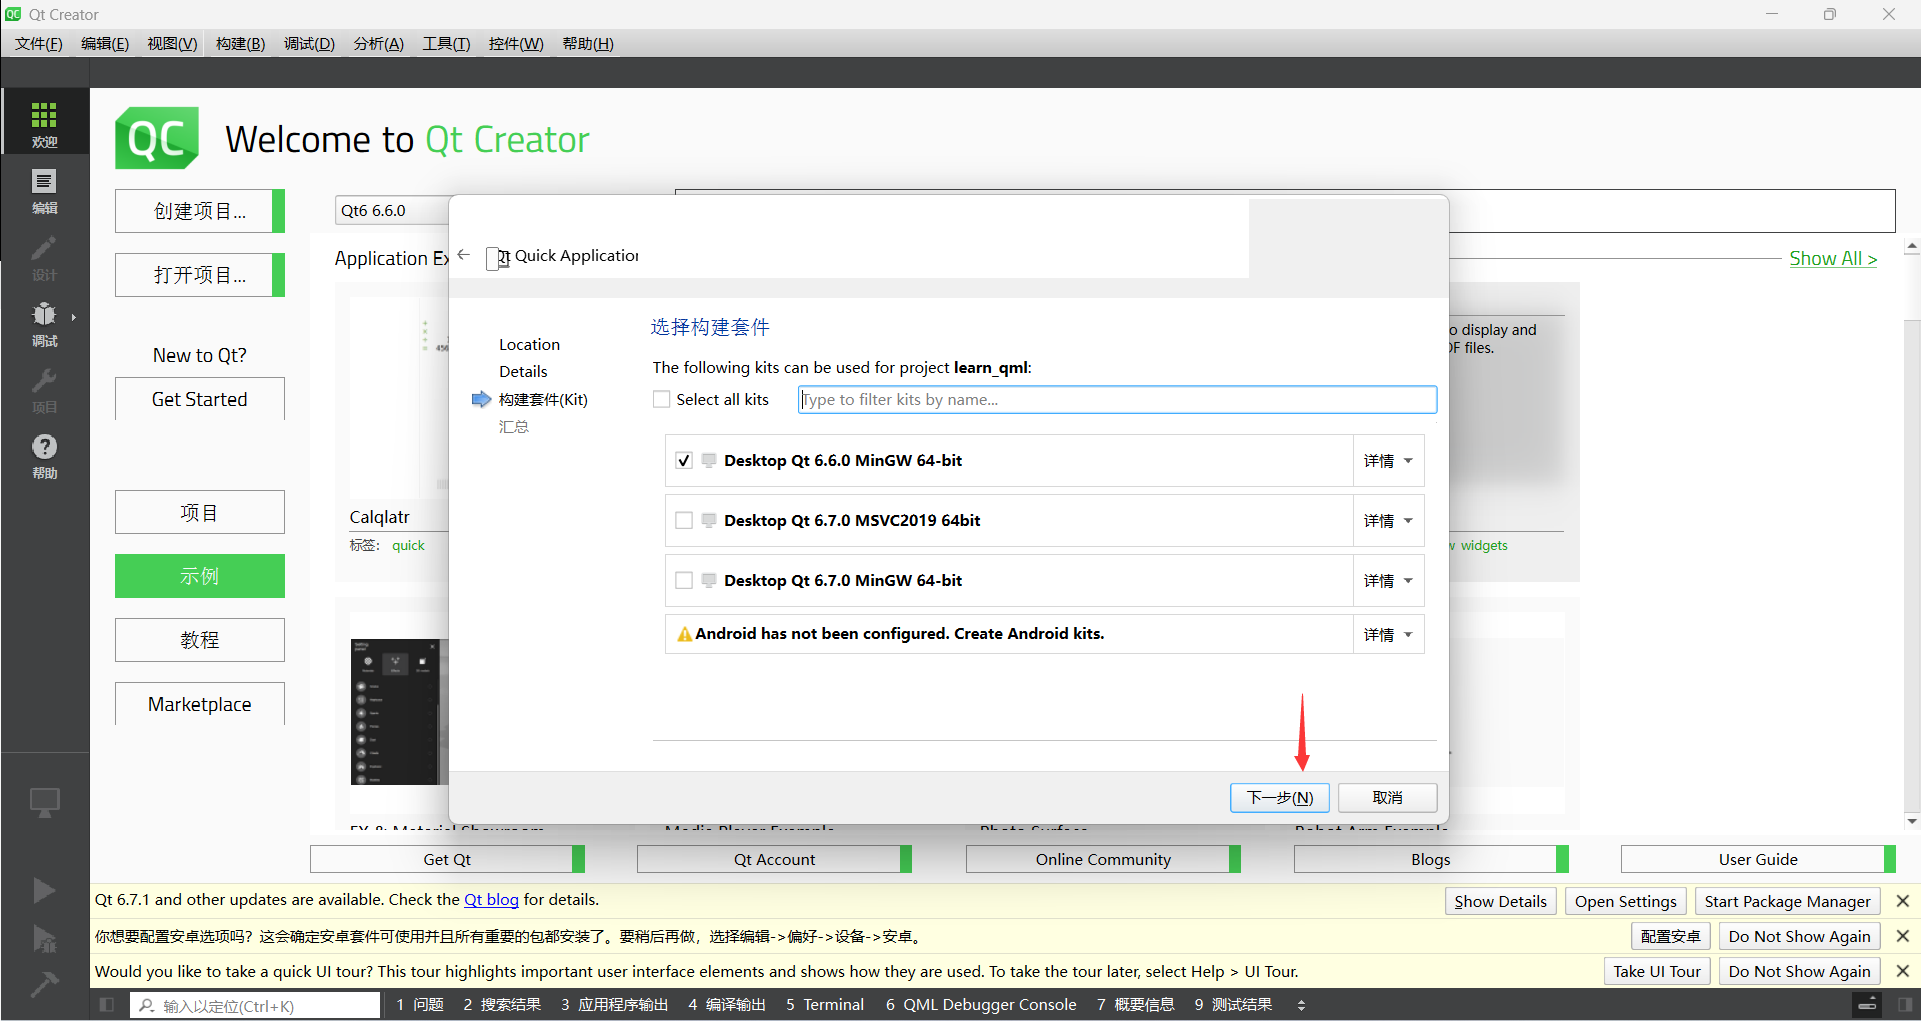 Qt Creator
文件(F) 编辑(E) 视图(V) 构建(B) 调试(D) 分析(A) 工具(T) 控件(W) 帮助(H)
欢迎
编辑
设计
调试
项目
帮助
QC
Welcome to Qt Creator
创建项目...
打开项目...
New to Qt?
Get Started
项目
示例
教程
Marketplace
Qt6 6.6.0
Application Ex
Show All >
Calqlatr
标签: quick
456
o display and
DF files.
w widgets
Qt Quick Application
Location
Details
构建套件(Kit)
汇总
选择构建套件
The following kits can be used for project learn_qml:
Select all kits
Type to filter kits by name...
Desktop Qt 6.6.0 MinGW 64-bit 详情
Desktop Qt 6.7.0 MSVC2019 64bit 详情
Desktop Qt 6.7.0 MinGW 64-bit 详情
Android has not been configured. Create Android kits. 详情
下一步(N) 取消
FX & Material Showroom Media Player Example Photo Surface Robot Arm Example
Get Qt Qt Account Online Community Blogs User Guide
Qt 6.7.1 and other updates are available. Check the Qt blog for details. Show Details Open Settings Start Package Manager
你想要配置安卓选项吗？这会确定安卓套件可使用并且所有重要的包都安装了。要稍后再做，选择编辑->偏好->设备->安卓。 配置安卓 Do Not Show Again
Would you like to take a quick UI tour? This tour highlights important user interface elements and shows how they are used. To take the tour later, select Help > UI Tour. Take UI Tour Do Not Show Again
输入以定位(Ctrl+K) 1 问题 2 搜索结果 3 应用程序输出 4 编译输出 5 Terminal 6 QML Debugger Console 7 概要信息 9 测试结果